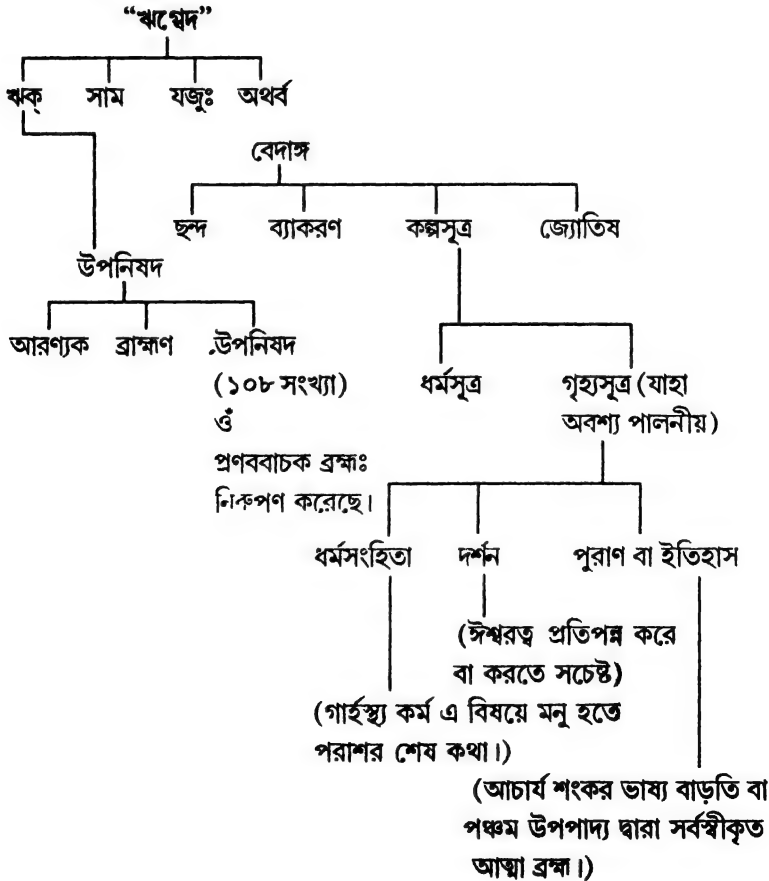 “ঋগ্বেদ”
ঋক্ সাম যজুঃ অথর্ব
বেদাঙ্গ
ছন্দ ব্যাকরণ কল্পসূত্র জ্যোতিষ
উপনিষদ
আরণ্যক ব্রাহ্মণ উপনিষদ
(১০৮ সংখ্যা)
ওঁ
প্রণববাচক ব্রহ্মঃ
নিরুপণ করেছে।
ধর্মসূত্র গৃহ্যসূত্র (যাহা
অবশ্য পালনীয়)
ধর্মসংহিতা দর্শন পুরাণ বা ইতিহাস
(ঈশ্বরত্ব প্রতিপন্ন করে
বা করতে সচেষ্ট)
(গার্হস্থ্য কর্ম এ বিষয়ে মনু হতে
পরাশর শেষ কথা।)
(আচার্য শংকর ভাষ্য বাড়তি বা
পঞ্চম উপপাদ্য দ্বারা সর্বস্বীকৃত
আত্মা ব্রহ্ম।)